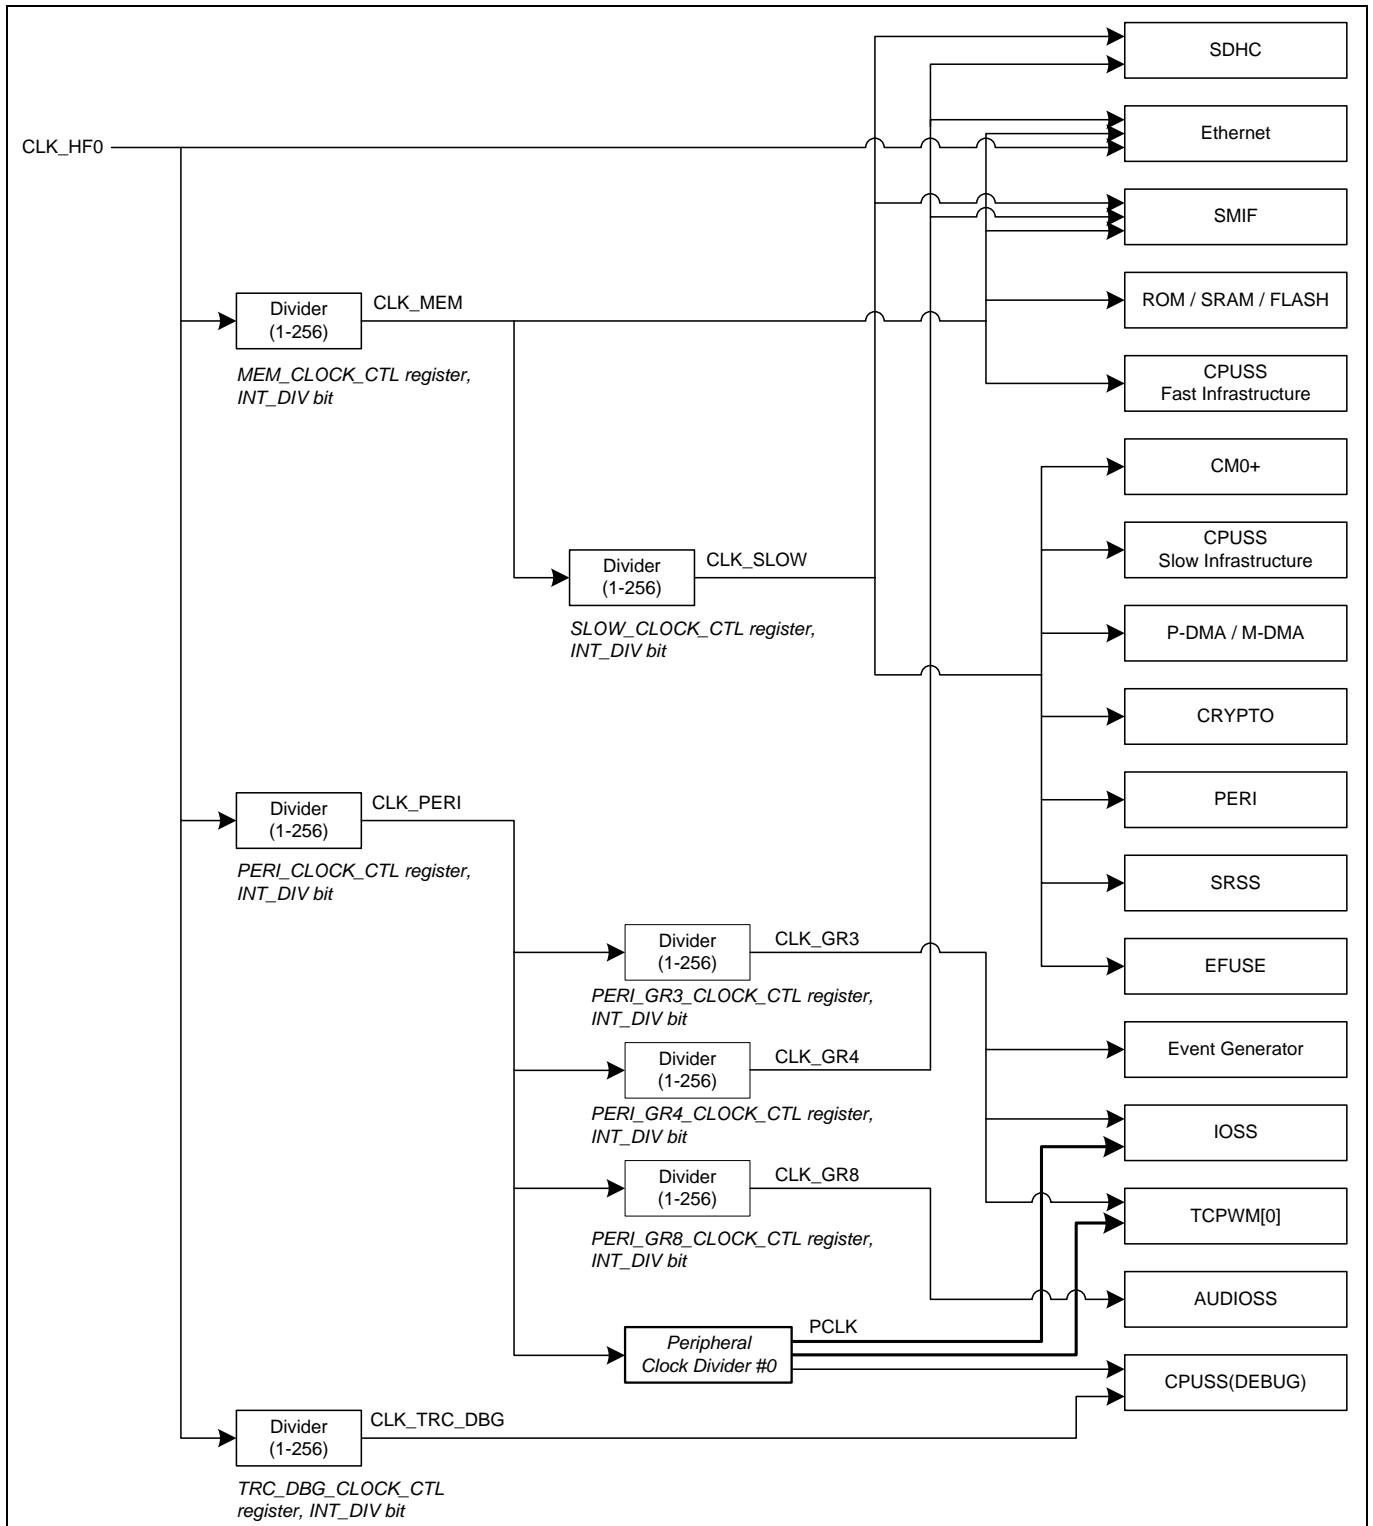 SDHC
Ethernet
CLK_HF0
SMIF
Divider
(1-256)
CLK_MEM
ROM / SRAM / FLASH
MEM_CLOCK_CTL register,
INT_DIV bit
CPUSS
Fast Infrastructure
CM0+
Divider
(1-256)
CLK_SLOW
CPUSS
Slow Infrastructure
SLOW_CLOCK_CTL register,
INT_DIV bit
P-DMA / M-DMA
CRYPTO
Divider
(1-256)
CLK_PERI
PERI
PERI_CLOCK_CTL register,
INT_DIV bit
SRSS
Divider
(1-256)
CLK_GR3
EFUSE
PERI_GR3_CLOCK_CTL register,
INT_DIV bit
Event Generator
Divider
(1-256)
CLK_GR4
PERI_GR4_CLOCK_CTL register,
INT_DIV bit
IOSS
Divider
(1-256)
CLK_GR8
TCPWM[0]
PERI_GR8_CLOCK_CTL register,
INT_DIV bit
AUDIOSS
PCLK
Peripheral
Clock Divider #0
CPUSS(DEBUG)
Divider
(1-256)
CLK_TRC_DBG
TRC_DBG_CLOCK_CTL
register, INT_DIV bit